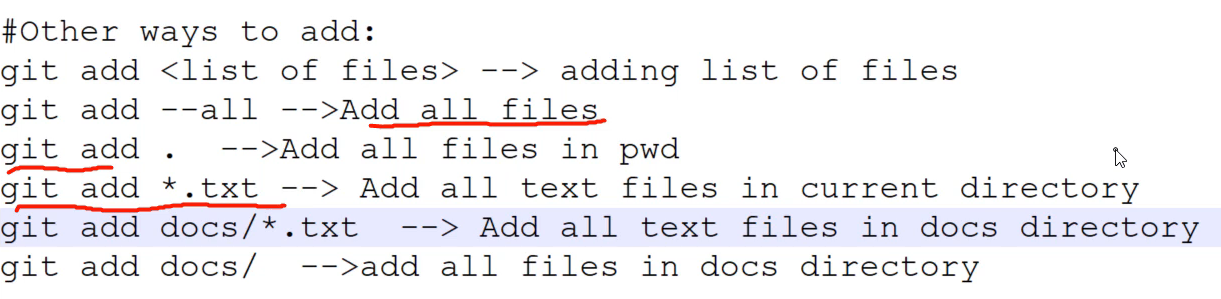 #Other ways to add:
git add <list of files> --> adding list of files
git add --all -->Add all files
git add .  -->Add all files in pwd
git add *.txt --> Add all text files in current directory
git add docs/*.txt  --> Add all text files in docs directory
git add docs/  -->add all files in docs directory